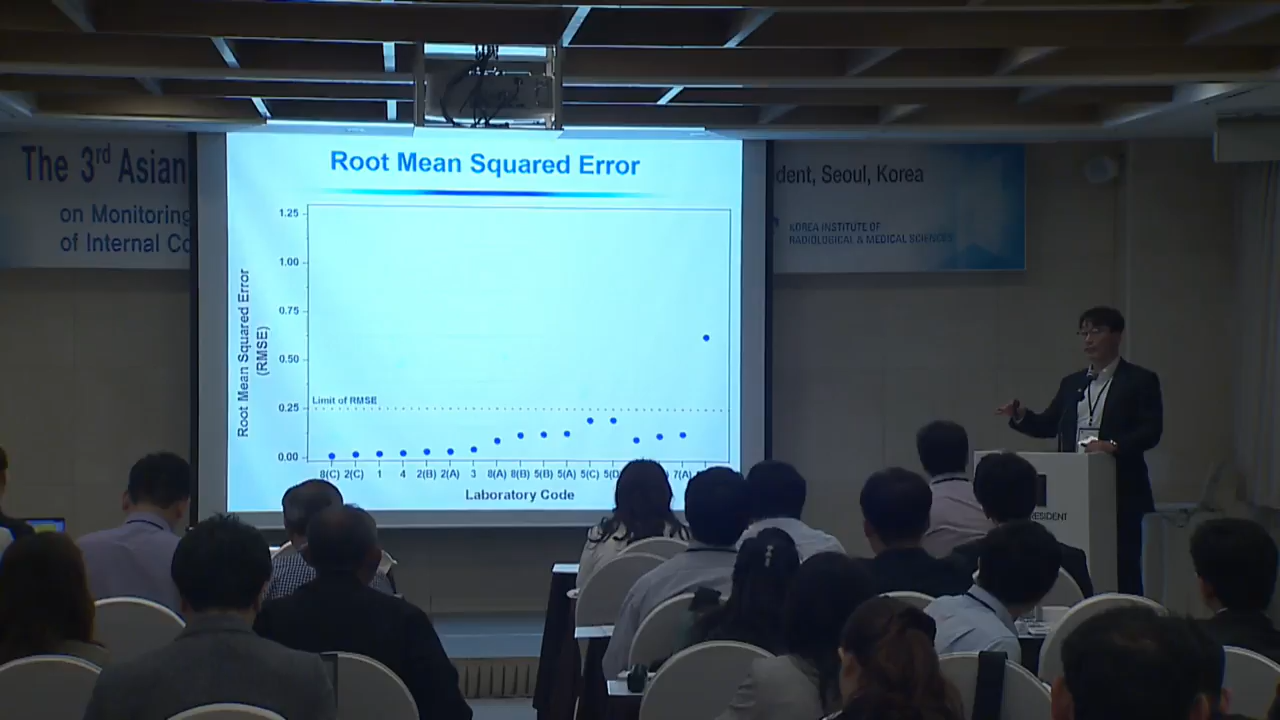 The 3rd Asian
on Monitoring
of Internal Co
dent, Seoul, Korea
KOREA INSTITUTE OF
RADIOLOGICAL & MEDICAL SCIENCES
Root Mean Squared Error
Root Mean Squared Error
(RMSE)
1.25
1.00
0.75
0.50
0.25
0.00
Limit of RMSE
8(C) 2(C) 1 4 2(B) 2(A) 3 8(A) 8(B) 5(B) 5(A) 5(C) 5(D 7(A)
Laboratory Code
RESIDENT